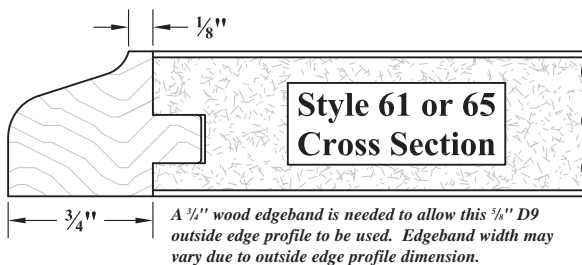 ⅛"
Style 61 or 65
Cross Section
¾"
A ¾" wood edgeband is needed to allow this ⅝" D9
outside edge profile to be used. Edgeband width may
vary due to outside edge profile dimension.